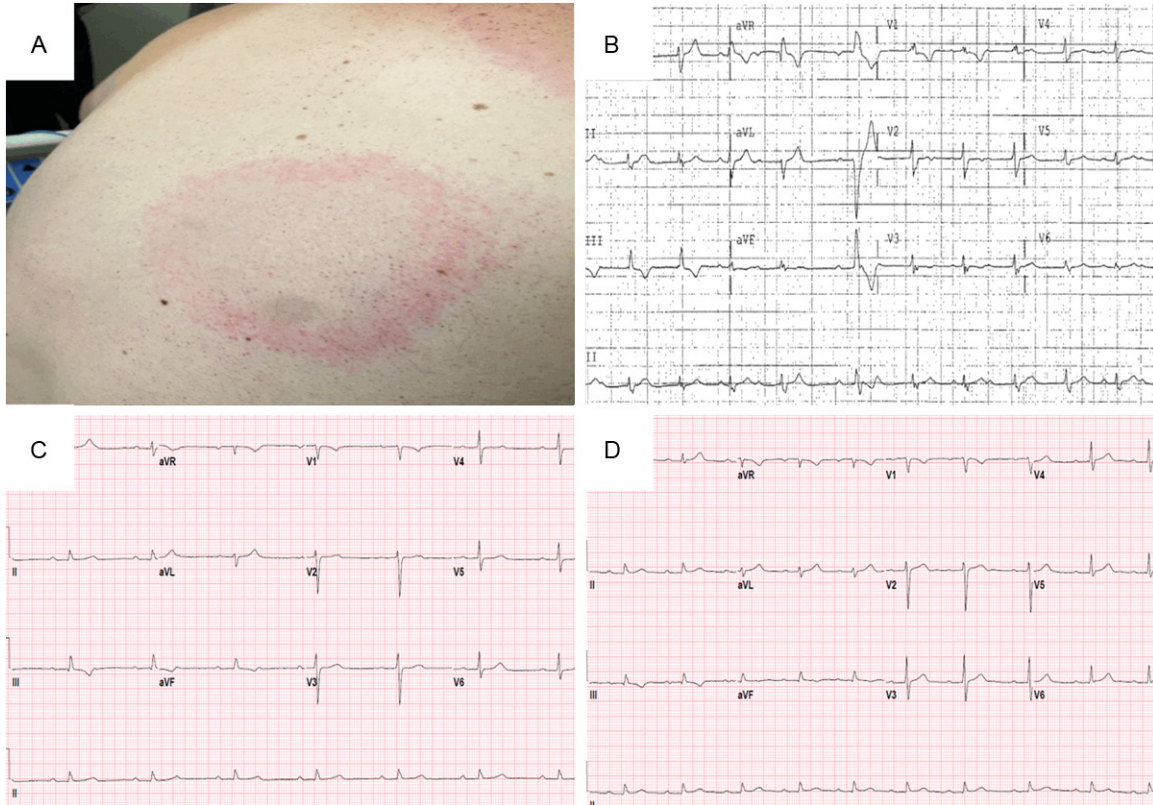 A
B
aVR V1 V4
II aVL V2 V5
III aVF V3 V6
II
C
aVR V1 V4
II aVL V2 V5
III aVF V3 V6
II
D
aVR V1 V4
II aVL V2 V5
III aVF V3 V6
II